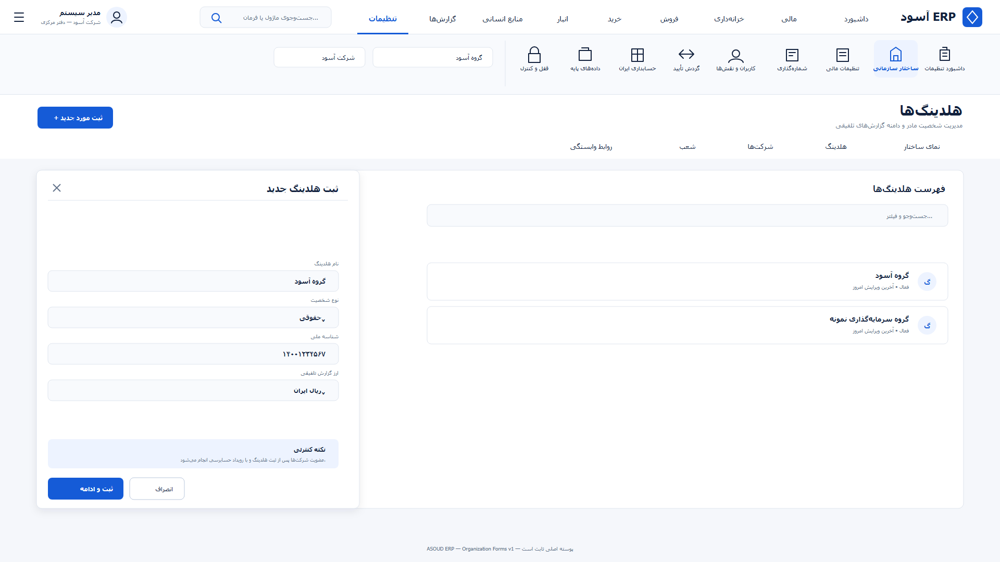 آسود ERP
داشبورد
مالی
خزانه‌داری
فروش
خرید
انبار
منابع انسانی
گزارش‌ها
تنظیمات
جست‌وجوی ماژول یا فرمان...
مدیر سیستم
شرکت آسود — دفتر مرکزی
داشبورد تنظیمات
ساختار سازمانی
تنظیمات مالی
شماره‌گذاری
کاربران و نقش‌ها
گردش تأیید
حسابداری ایران
داده‌های پایه
قفل و کنترل
گروه آسود
شرکت آسود
هلدینگ‌ها
مدیریت شخصیت مادر و دامنه گزارش‌های تلفیقی
ثبت مورد جدید +
نمای ساختار
هلدینگ
شرکت‌ها
شعب
روابط وابستگی
فهرست هلدینگ‌ها
جست‌وجو و فیلتر...
گ
گروه آسود
فعال • آخرین ویرایش امروز
گ
گروه سرمایه‌گذاری نمونه
فعال • آخرین ویرایش امروز
ثبت هلدینگ جدید
نام هلدینگ
گروه آسود
نوع شخصیت
حقوقی
شناسه ملی
۱۴۰۰۱۲۳۴۵۶۷
ارز گزارش تلفیقی
ریال ایران
نکته کنترلی
عضویت شرکت‌ها پس از ثبت هلدینگ و با رویداد حسابرسی انجام می‌شود.
ثبت و ادامه
انصراف
ASOUD ERP — Organization Forms v1 — پوسته اصلی ثابت است